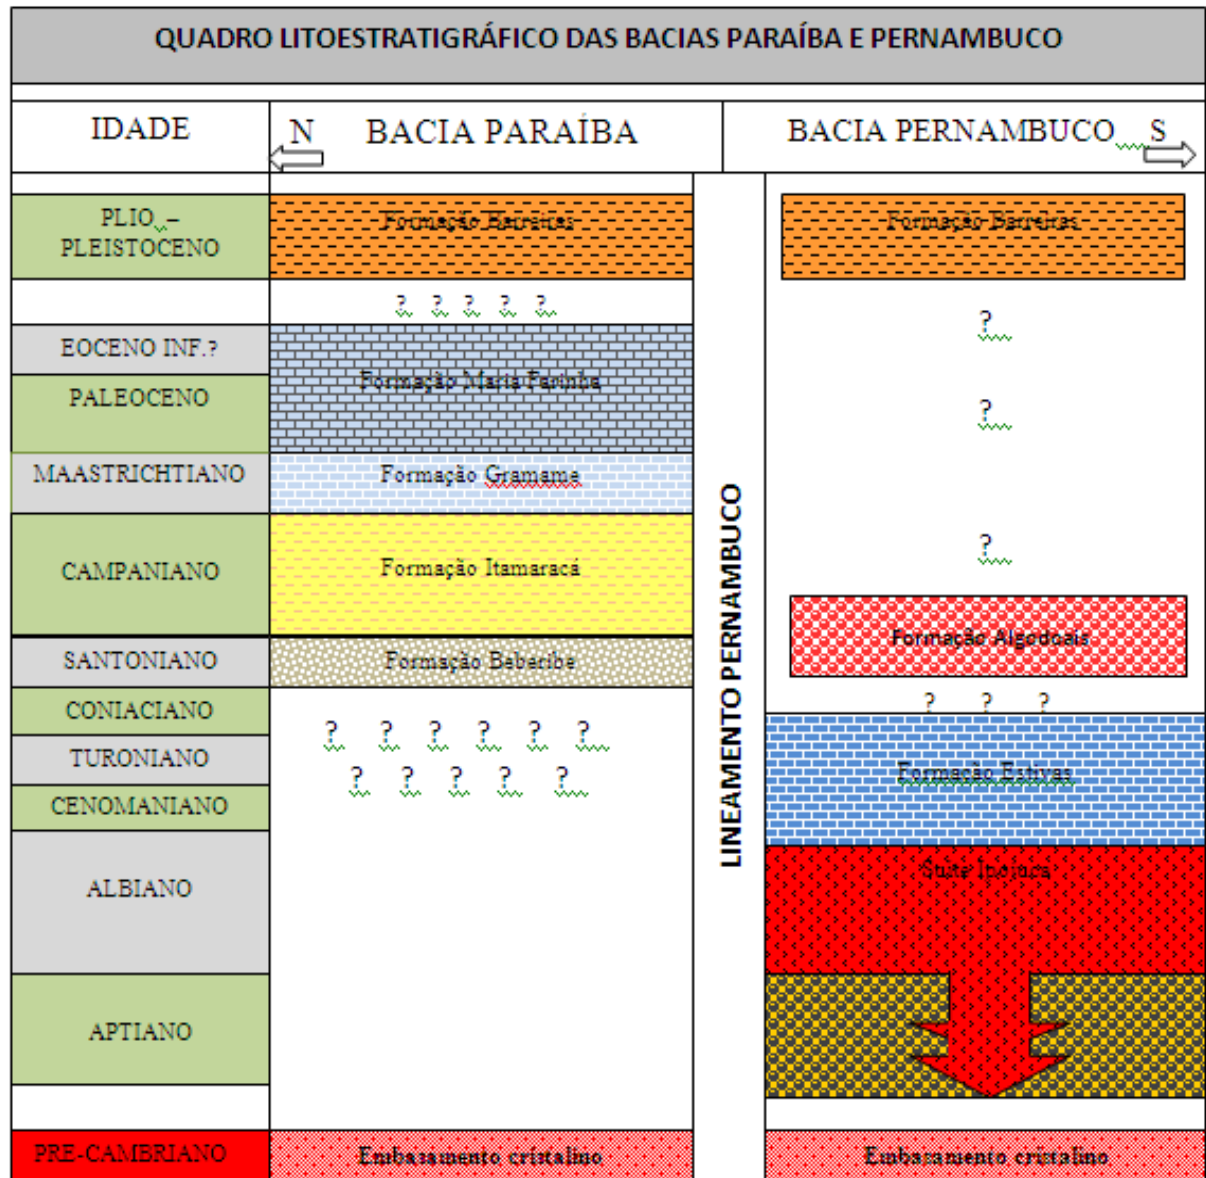 QUADRO LITOESTRATIGRÁFICO DAS BACIAS PARAÍBA E PERNAMBUCO
IDADE
N BACIA PARAÍBA
BACIA PERNAMBUCO S
PLIO –
PLEISTOCENO
Formação Barreiras
Formação Barreiras
? ? ? ? ?
?
EOCENO INF.?
Formação Maria Farinha
PALEOCENO
?
MAASTRICHTIANO
Formação Gramame
LINEAMENTO PERNAMBUCO
CAMPANIANO
Formação Itamaracá
?
Formação Algodoais
SANTONIANO
Formação Beberibe
CONIACIANO
? ? ?
? ? ? ? ? ?
TURONIANO
? ? ? ? ?
Formação Estivas
CENOMANIANO
ALBIANO
Suíte Ipojuca
APTIANO
PRE-CAMBRIANO
Embasamento cristalino
Embasamento cristalino